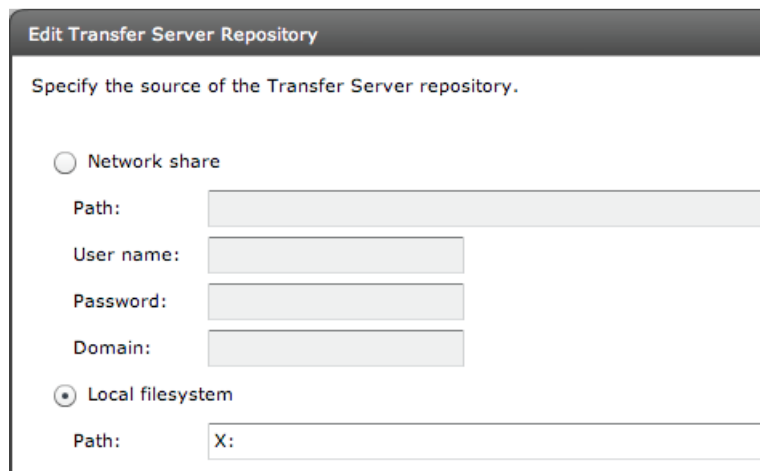 Edit Transfer Server Repository
Specify the source of the Transfer Server repository.
Network share
Path:
User name:
Password:
Domain:
Local filesystem
Path: X: